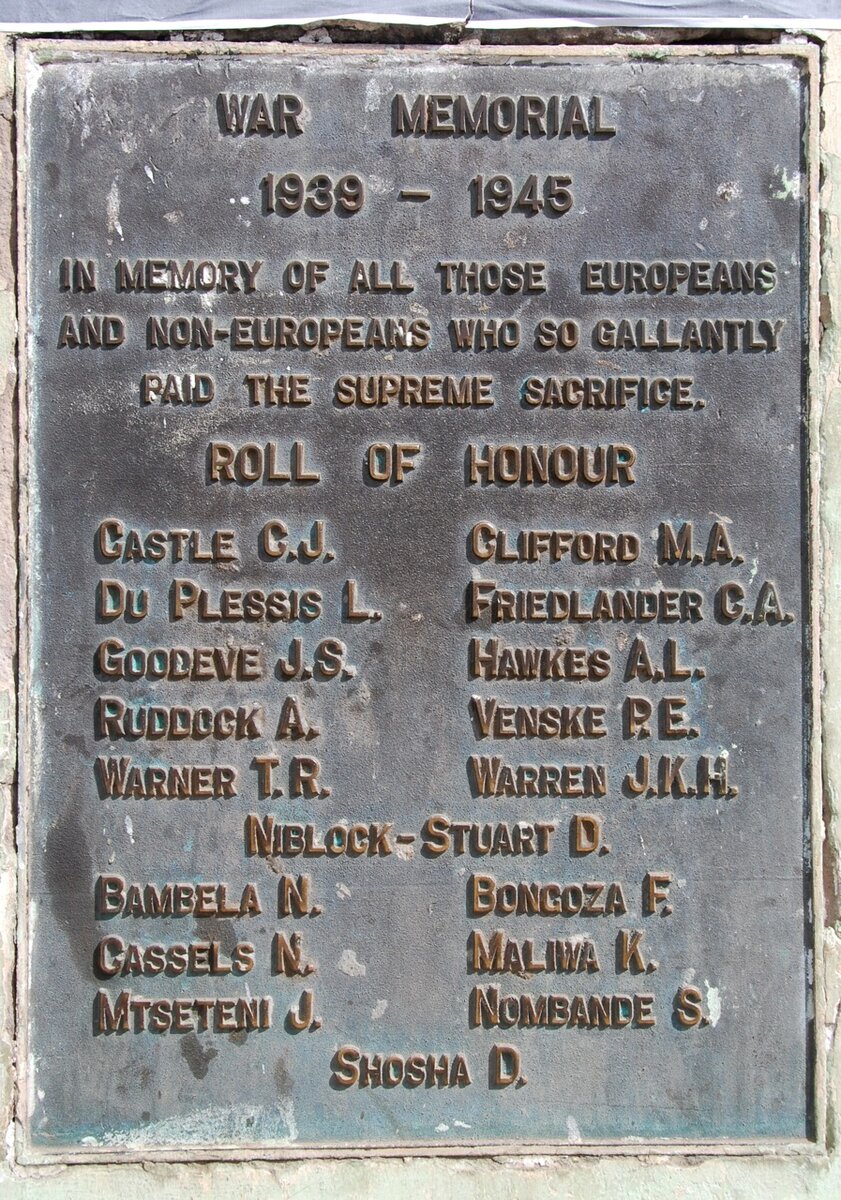 WAR MEMORIAL
1939 – 1945
IN MEMORY OF ALL THOSE EUROPEANS
AND NON-EUROPEANS WHO SO GALLANTLY
PAID THE SUPREME SACRIFICE.
ROLL OF HONOUR
CASTLE C.J. CLIFFORD M.A.
DU PLESSIS L. FRIEDLANDER C.A.
GOODEVE J.S. HAWKES A.L.
RUDDOCK A. VENSKE P.E.
WARNER T.R. WARREN J.K.H.
NIBLOCK-STUART D.
BAMBELA N. BONGOZA F.
CASSELS N. MALIWA K.
MTSETENI J. NOMBANDE S.
SHOSHA D.